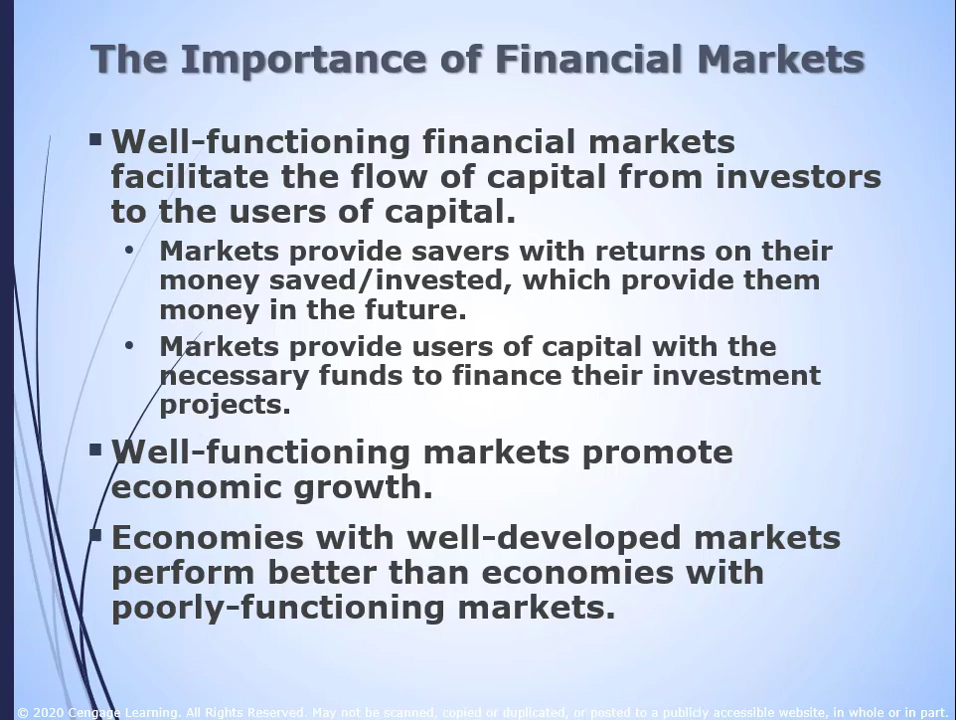 The Importance of Financial Markets
▪ Well-functioning financial markets
facilitate the flow of capital from investors
to the users of capital.
• Markets provide savers with returns on their
money saved/invested, which provide them
money in the future.
• Markets provide users of capital with the
necessary funds to finance their investment
projects.
▪ Well-functioning markets promote
economic growth.
▪ Economies with well-developed markets
perform better than economies with
poorly-functioning markets.
© 2020 Cengage Learning. All Rights Reserved. May not be scanned, copied or duplicated, or posted to a publicly accessible website, in whole or in part.